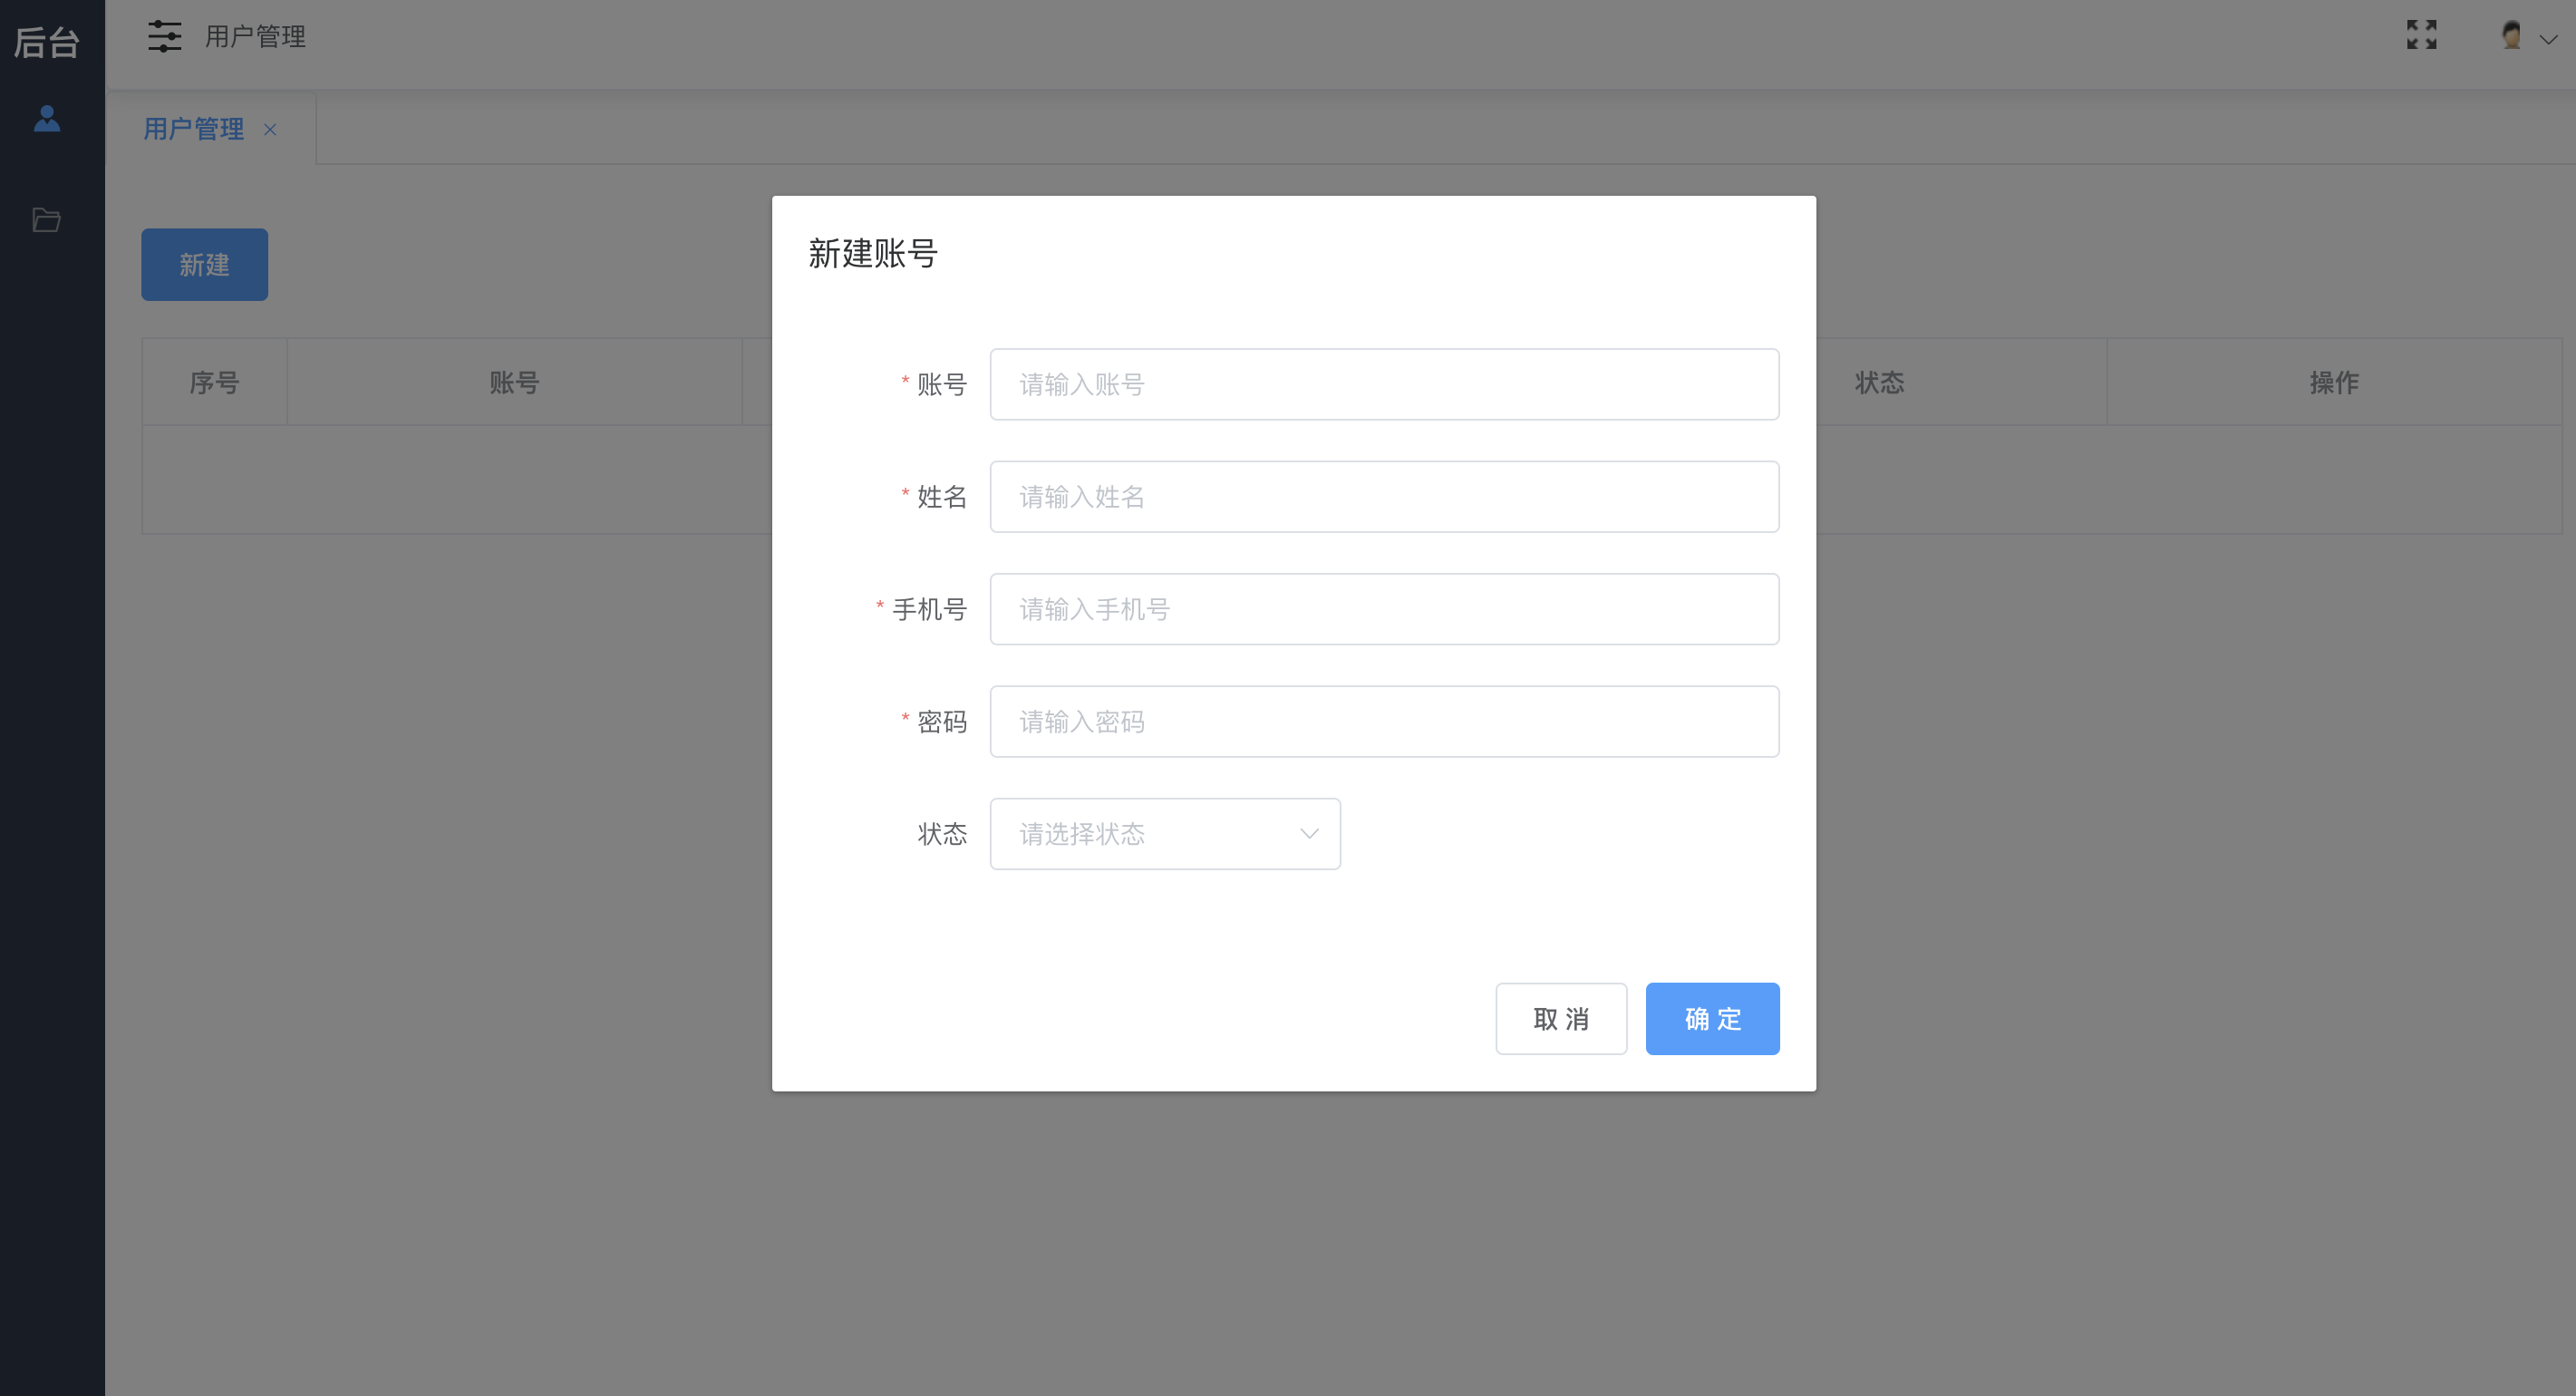 后台
用户管理
用户管理
新建
序号 账号 状态 操作
新建账号
* 账号 请输入账号
* 姓名 请输入姓名
* 手机号 请输入手机号
* 密码 请输入密码
状态 请选择状态
取 消 确 定